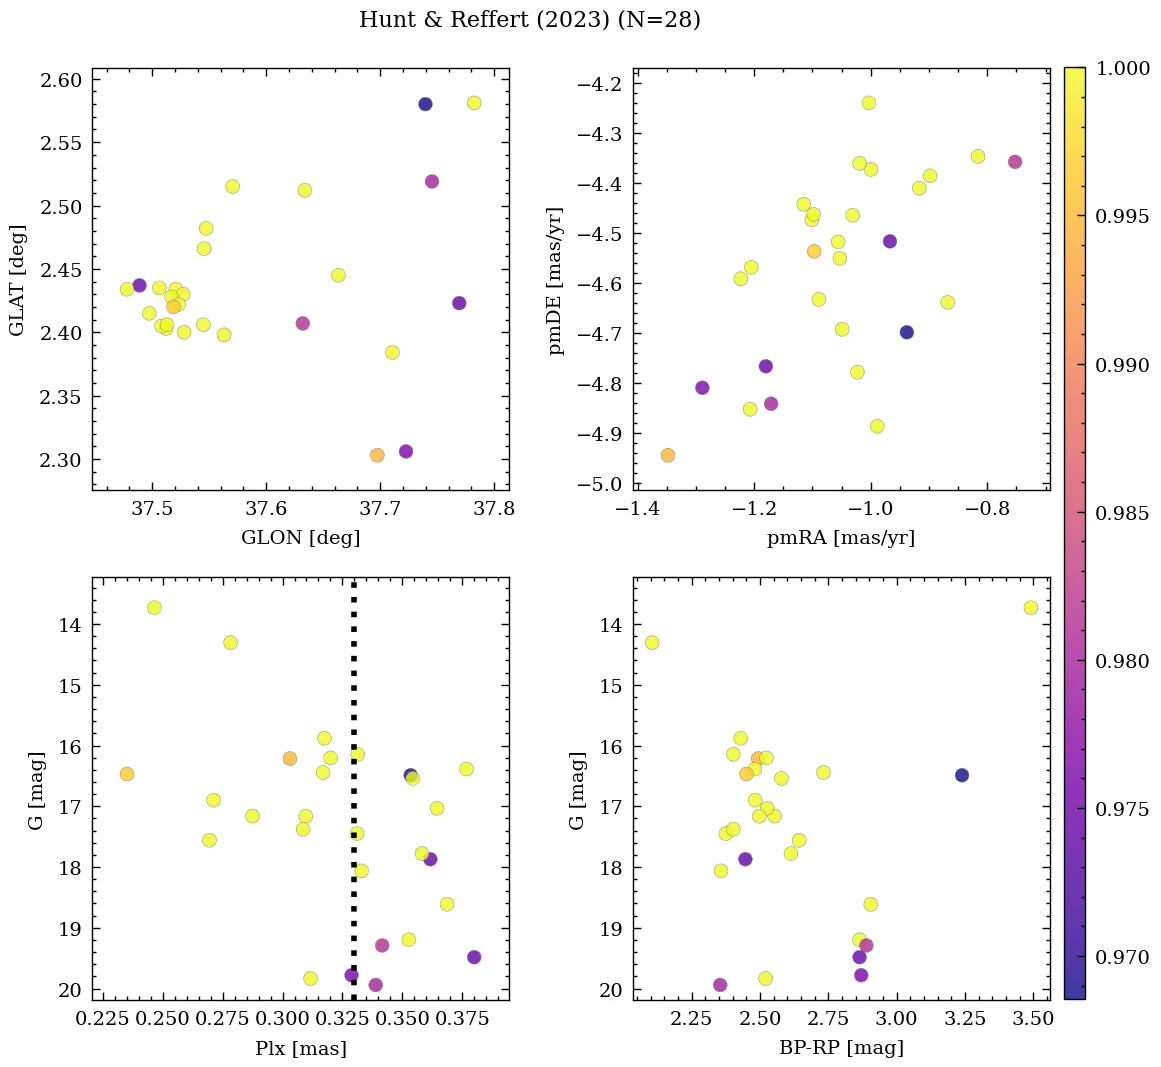 Hunt & Reffert (2023) (N=28)
2.60
2.55
2.50
2.45
2.40
2.35
2.30
GLAT [deg]
37.5 37.6 37.7 37.8
GLON [deg]
−4.2
−4.3
−4.4
−4.5
−4.6
−4.7
−4.8
−4.9
−5.0
pmDE [mas/yr]
−1.4 −1.2 −1.0 −0.8
pmRA [mas/yr]
1.000
0.995
0.990
0.985
0.980
0.975
0.970
14
15
16
17
18
19
20
G [mag]
0.225 0.250 0.275 0.300 0.325 0.350 0.375
Plx [mas]
14
15
16
17
18
19
20
G [mag]
2.25 2.50 2.75 3.00 3.25 3.50
BP-RP [mag]